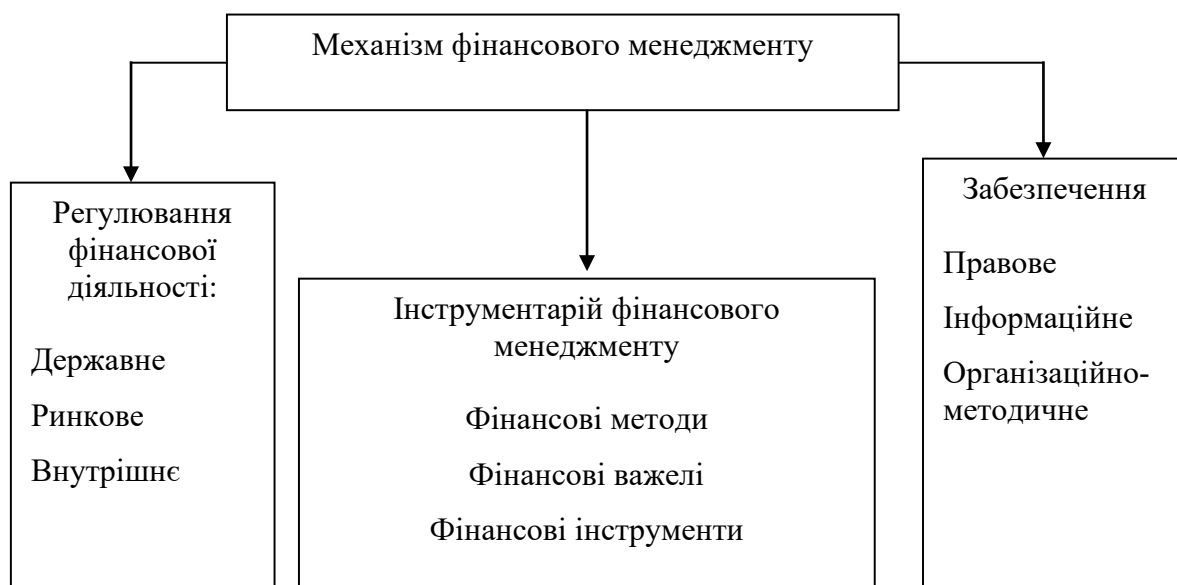 Механізм фінансового менеджменту
Регулювання
фінансової
діяльності:
Державне
Ринкове
Внутрішнє
Інструментарій фінансового
менеджменту
Фінансові методи
Фінансові важелі
Фінансові інструменти
Забезпечення
Правове
Інформаційне
Організаційно-
методичне